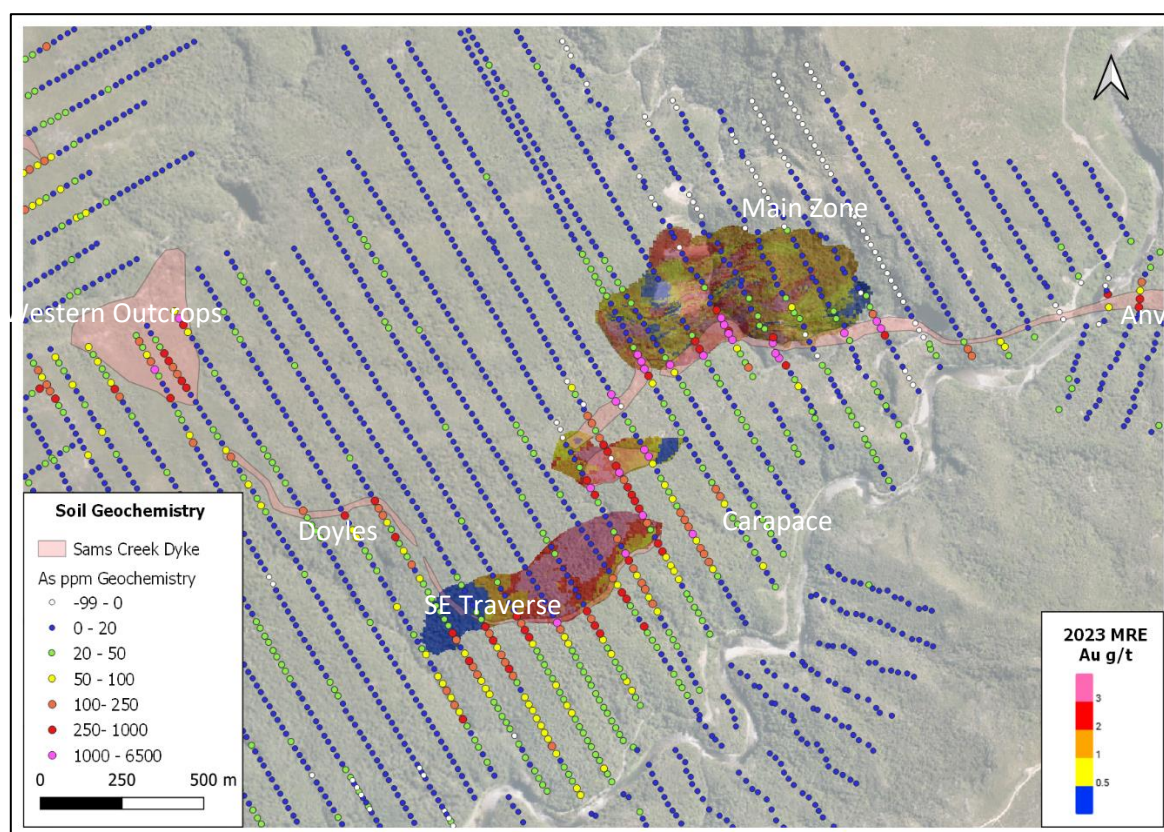 Main Zone
Western Outcrops
Anv
Doyles
Carapace
SE Traverse
Soil Geochemistry
Sams Creek Dyke
As ppm Geochemistry
-99 - 0
0 - 20
20 - 50
50 - 100
100- 250
250- 1000
1000 - 6500
0 250 500 m
2023 MRE
Au g/t
3
2
1
0.5